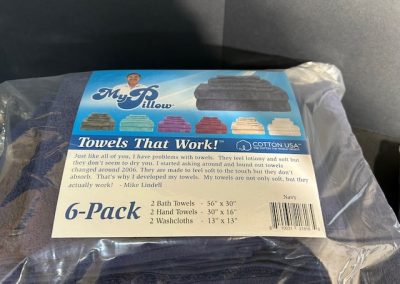 My Pillow®
Towels That Work!™
COTTON USA™
Just like all of you, I have problems with towels. They feel lotiony and soft but
they don't seem to dry you. I started asking around and found out towels
changed around 2006. They are made to feel soft to the touch but they don't
absorb. That's why I developed my towels. My towels are not only soft, but they
actually work! - Mike Lindell
6-Pack
2 Bath Towels - 56" x 30"
2 Hand Towels - 30" x 16"
2 Washcloths - 13" x 13"
Navy